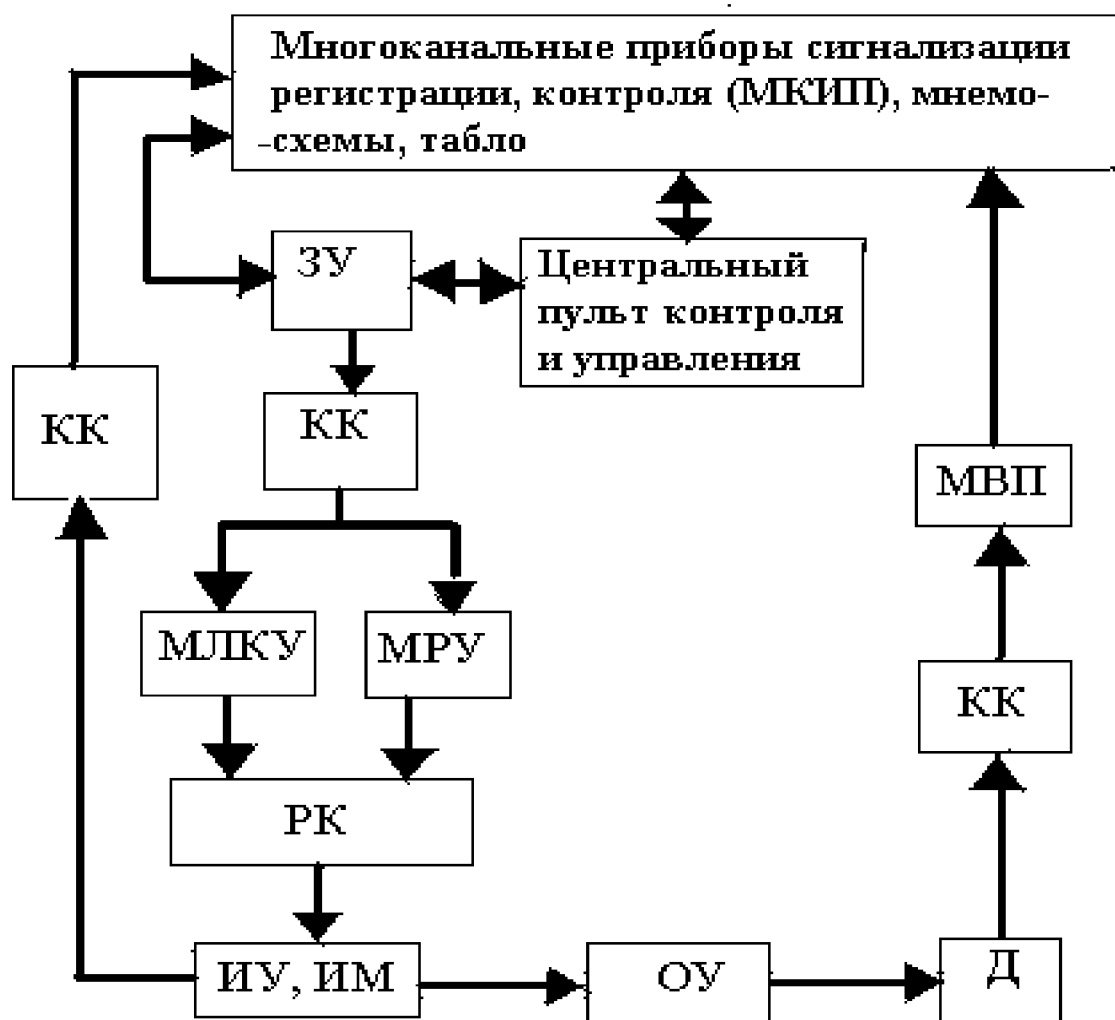 Многоканальные приборы сигнализации
регистрации, контроля (МКИП), мнемо-
-схемы, табло
ЗУ
Центральный
пульт контроля
и управления
КК
КК
МВП
МЛКУ
МРУ
КК
РК
ИУ, ИМ
ОУ
Д